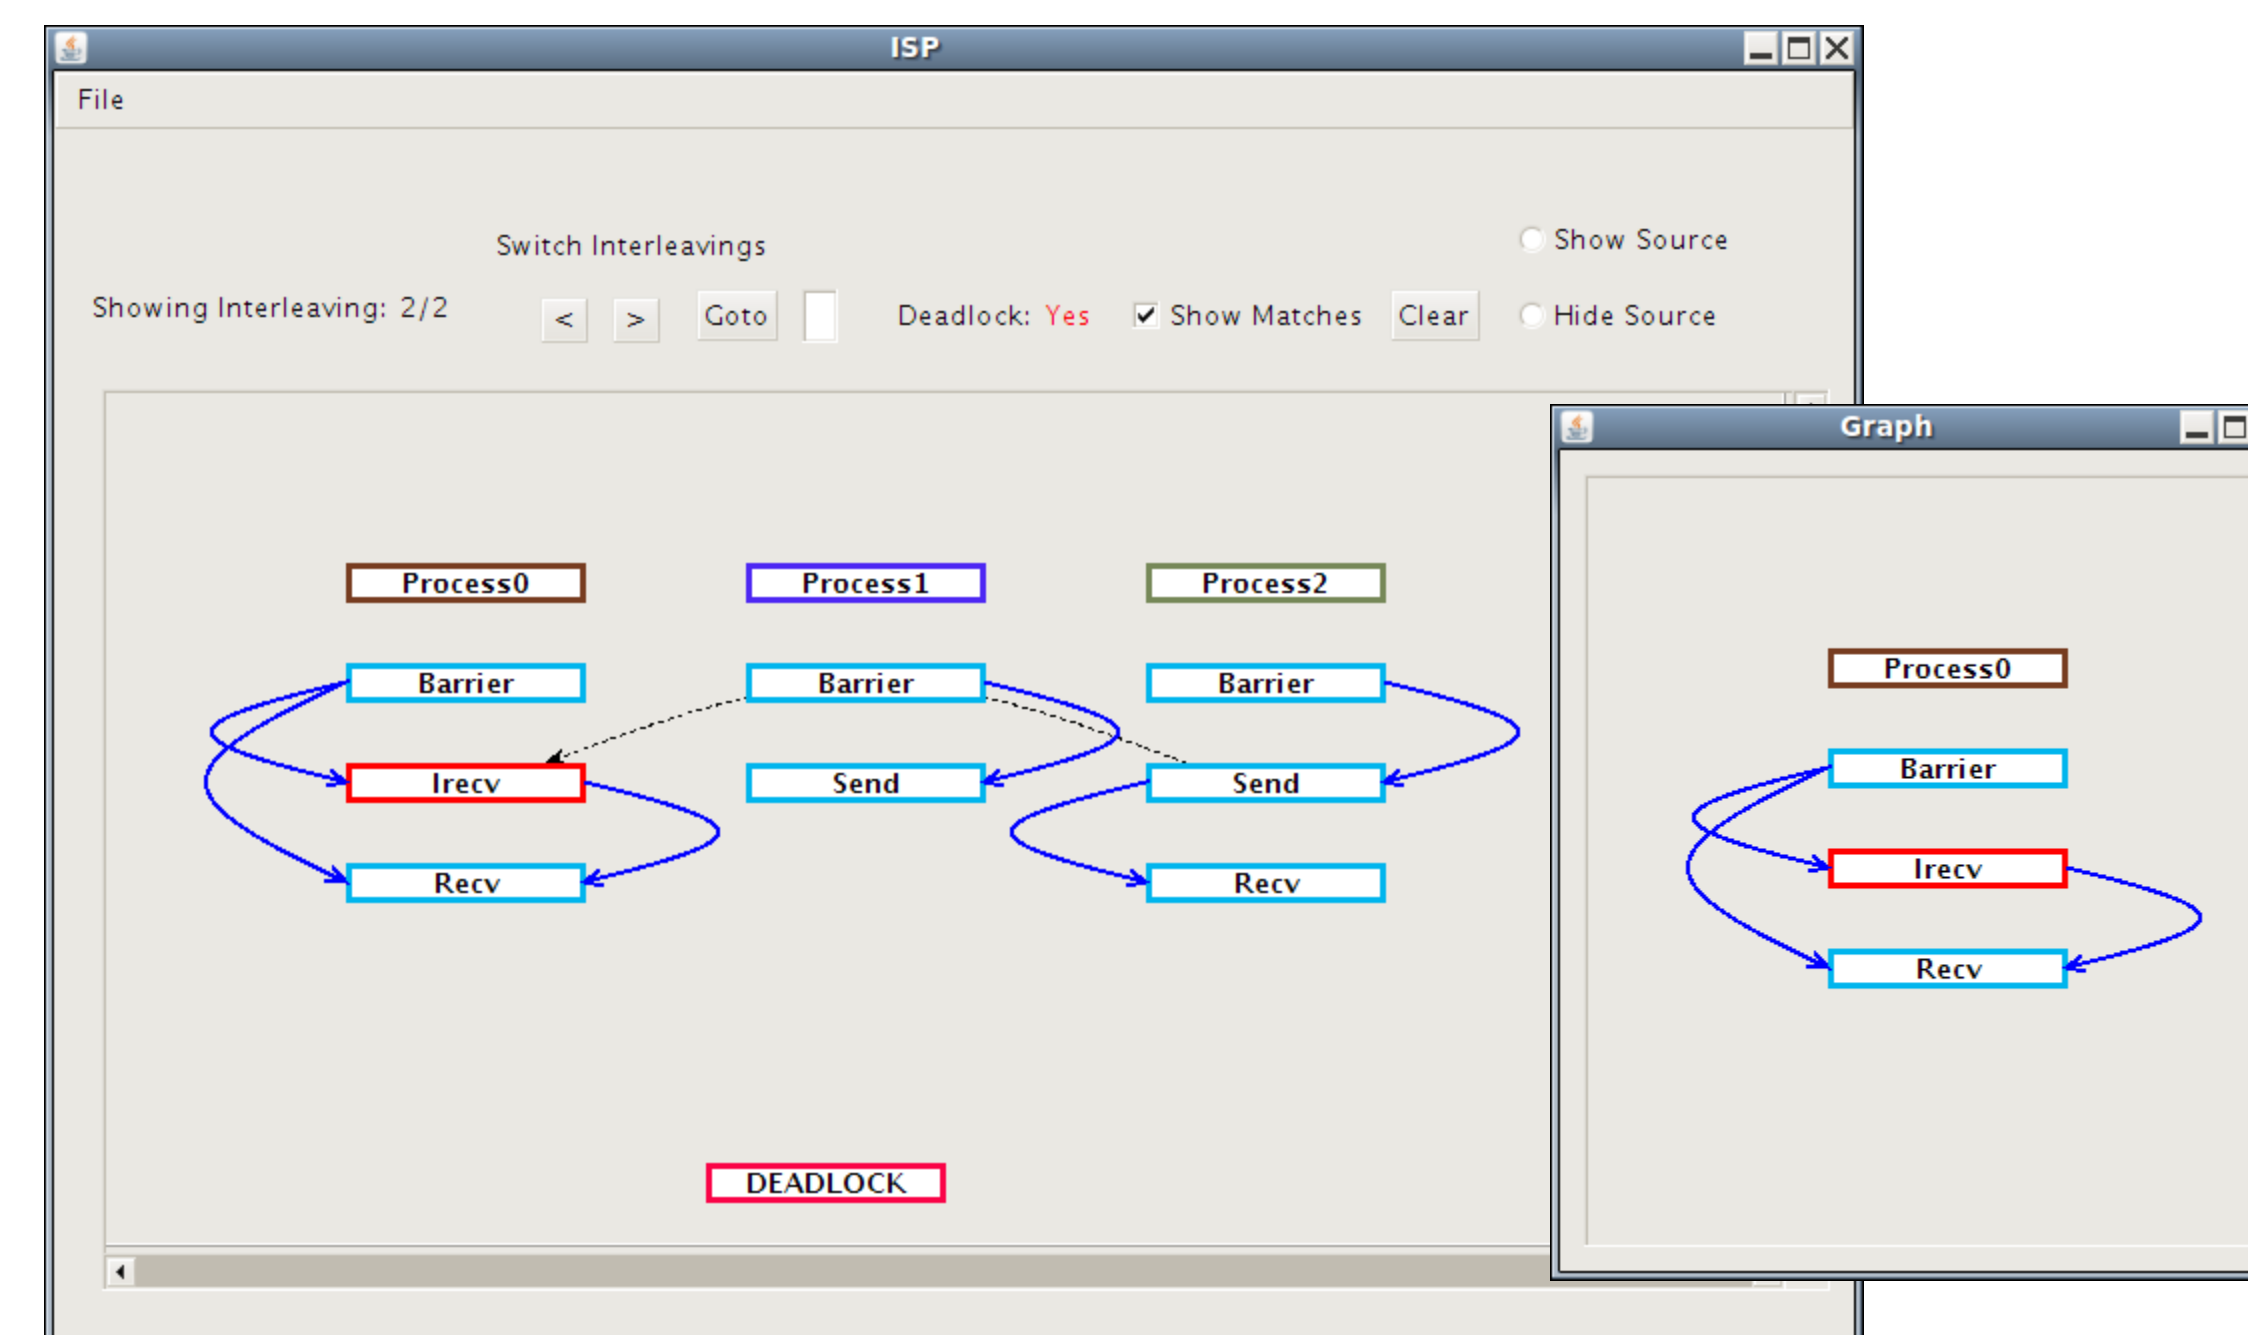 ISP
File
Switch Interleavings
Show Source
Showing Interleaving: 2/2
<
>
Goto
Deadlock: Yes
Show Matches
Clear
Hide Source
Process0
Process1
Process2
Barrier
Barrier
Barrier
Irecv
Send
Send
Recv
Recv
DEADLOCK
Graph
Process0
Barrier
Irecv
Recv